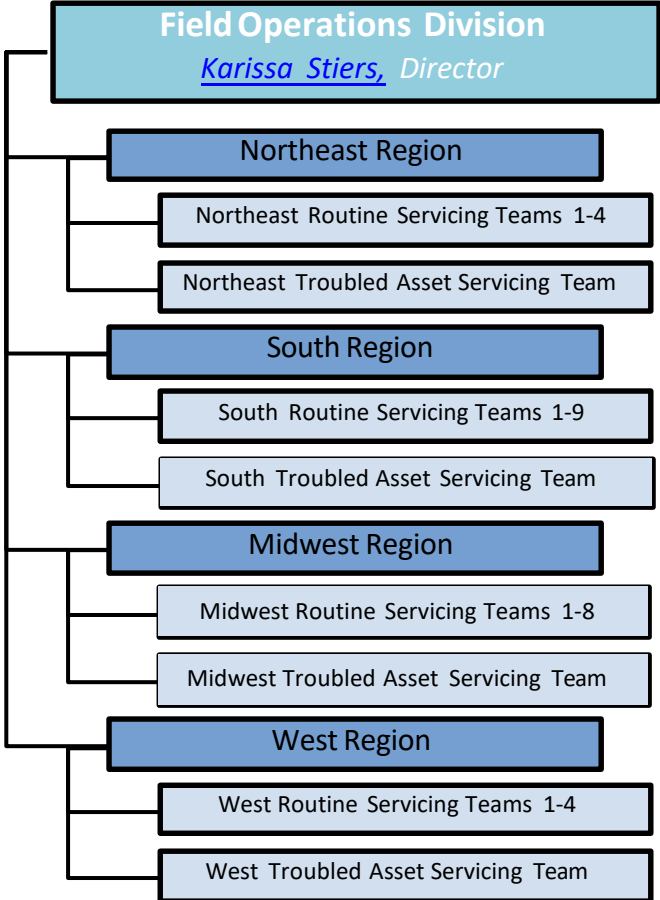 Field Operations Division
Karissa Stiers, Director
Northeast Region
Northeast Routine Servicing Teams 1-4
Northeast Troubled Asset Servicing Team
South Region
South Routine Servicing Teams 1-9
South Troubled Asset Servicing Team
Midwest Region
Midwest Routine Servicing Teams 1-8
Midwest Troubled Asset Servicing Team
West Region
West Routine Servicing Teams 1-4
West Troubled Asset Servicing Team